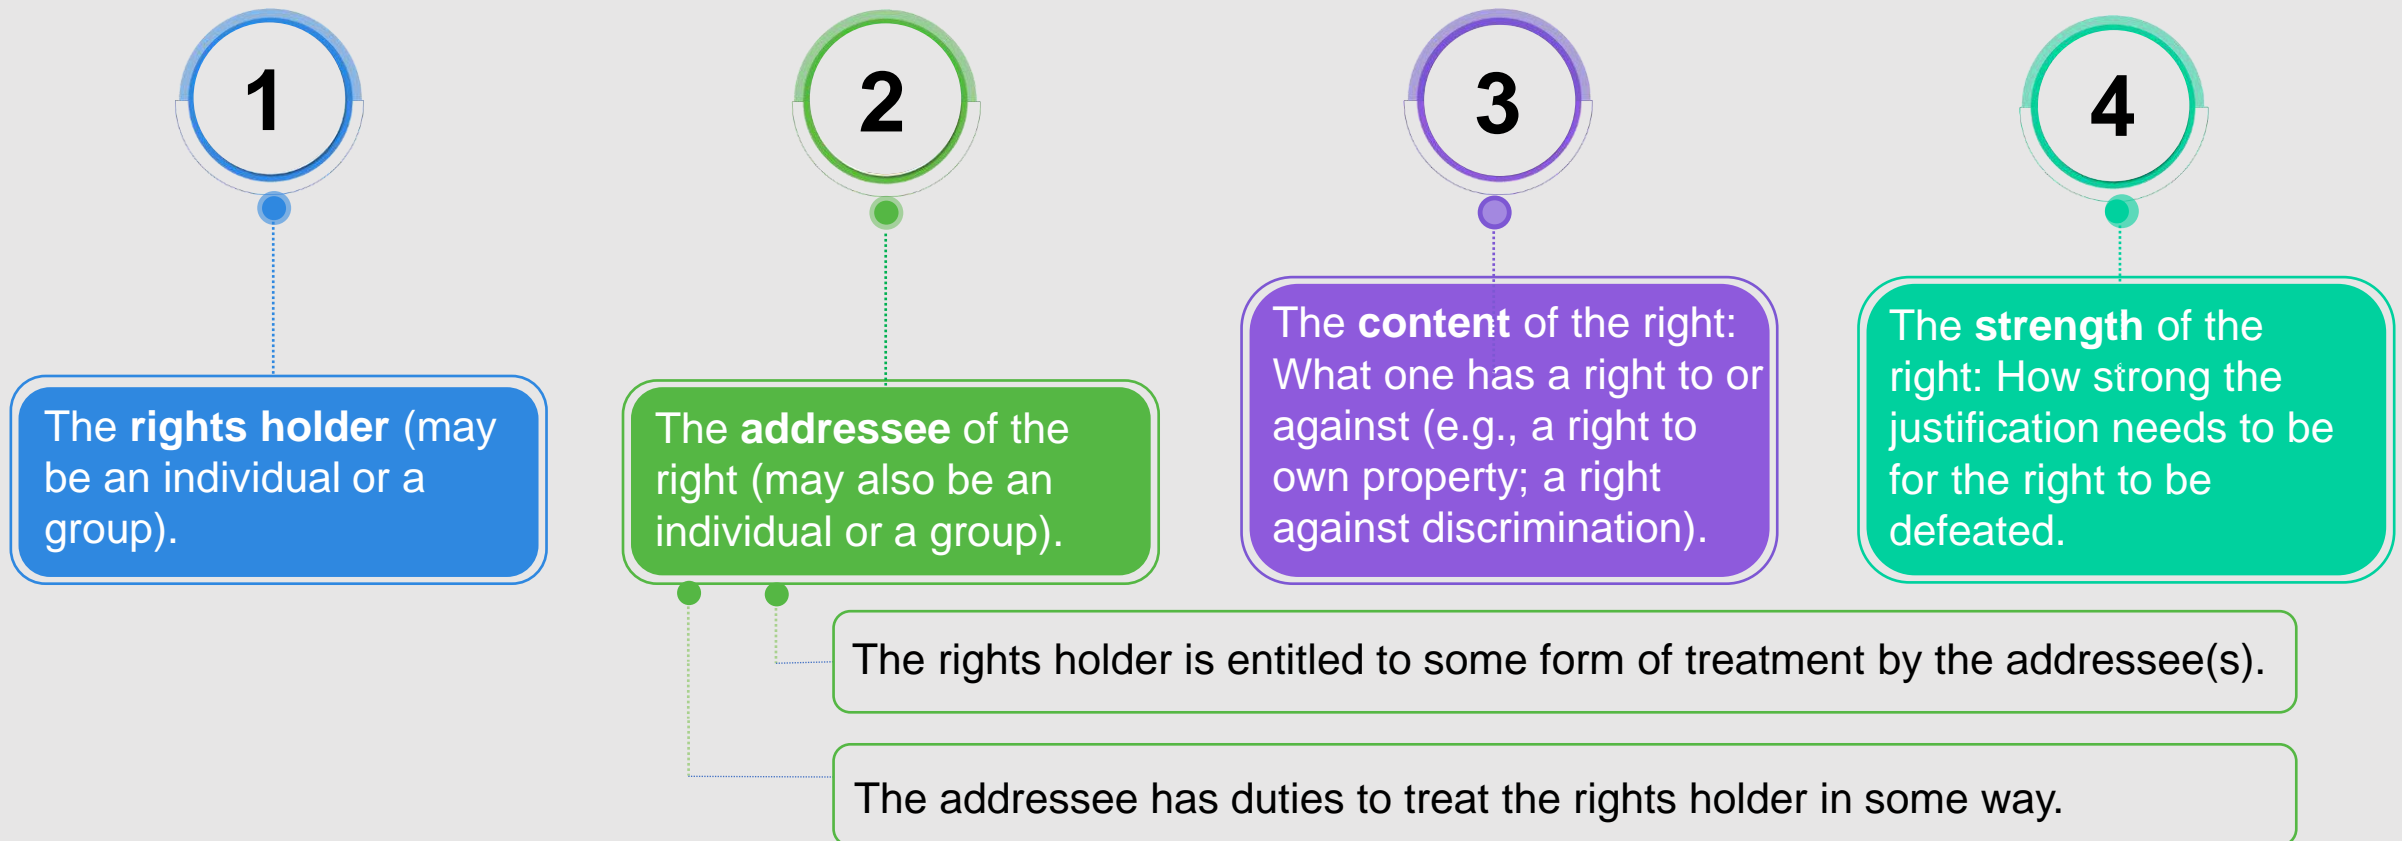 1
The rights holder (may
be an individual or a
group).
2
The addressee of the
right (may also be an
individual or a group).
The rights holder is entitled to some form of treatment by the addressee(s).
The addressee has duties to treat the rights holder in some way.
3
The content of the right:
What one has a right to or
against (e.g., a right to
own property; a right
against discrimination).
4
The strength of the
right: How strong the
justification needs to be
for the right to be
defeated.